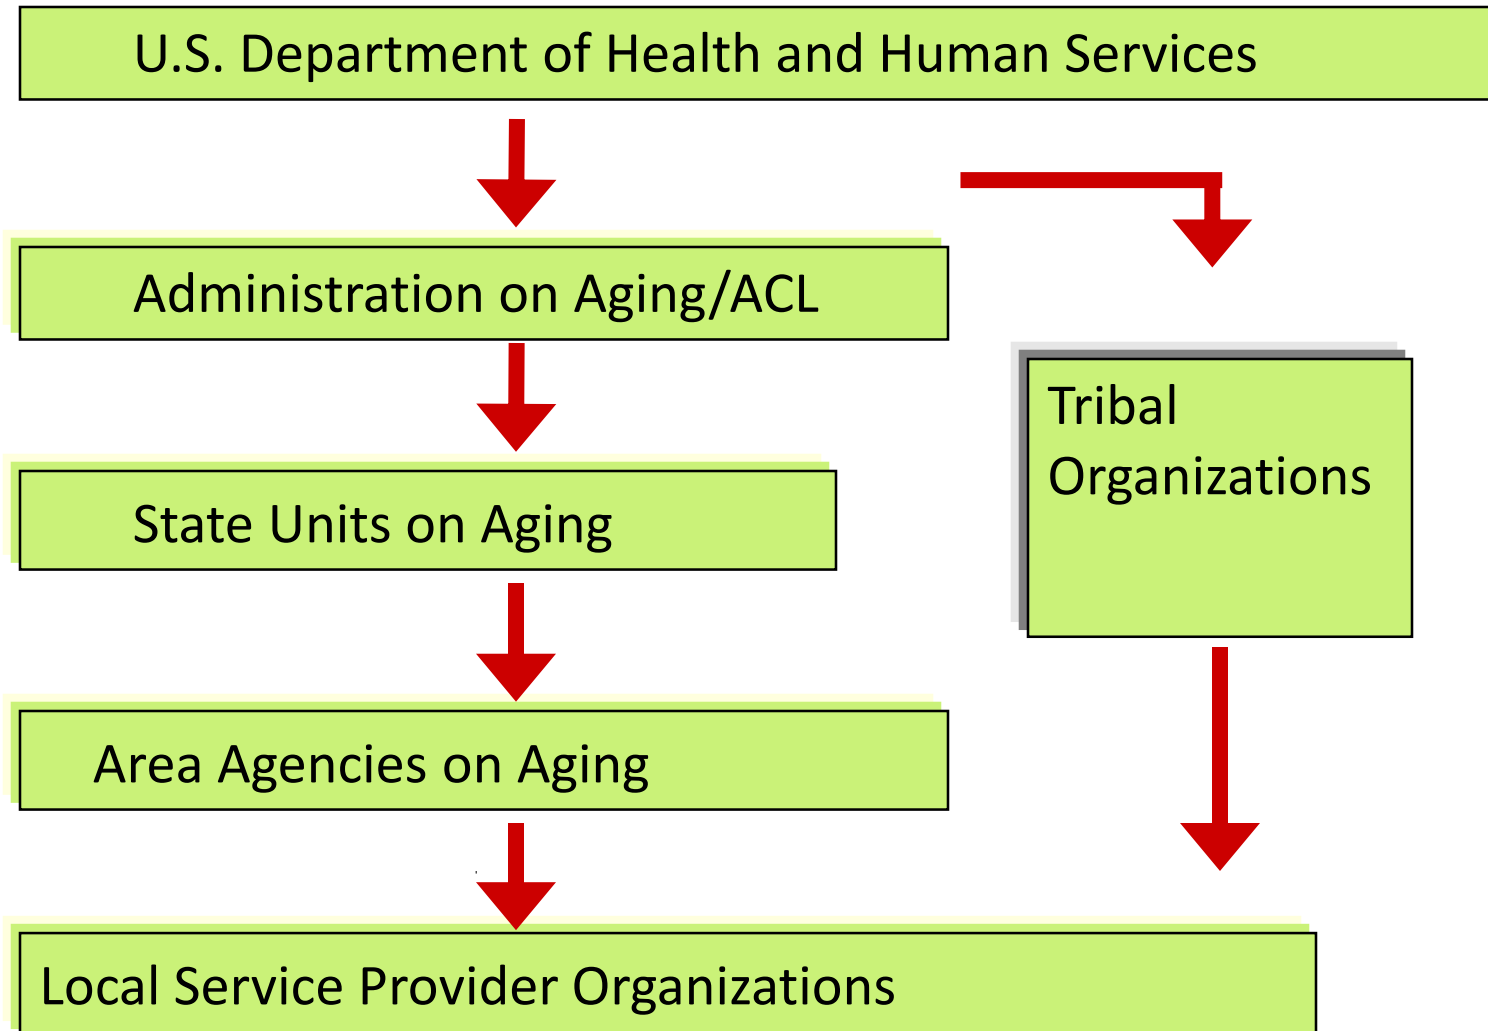 U.S. Department of Health and Human Services
Administration on Aging/ACL
State Units on Aging
Area Agencies on Aging
Local Service Provider Organizations
Tribal
Organizations